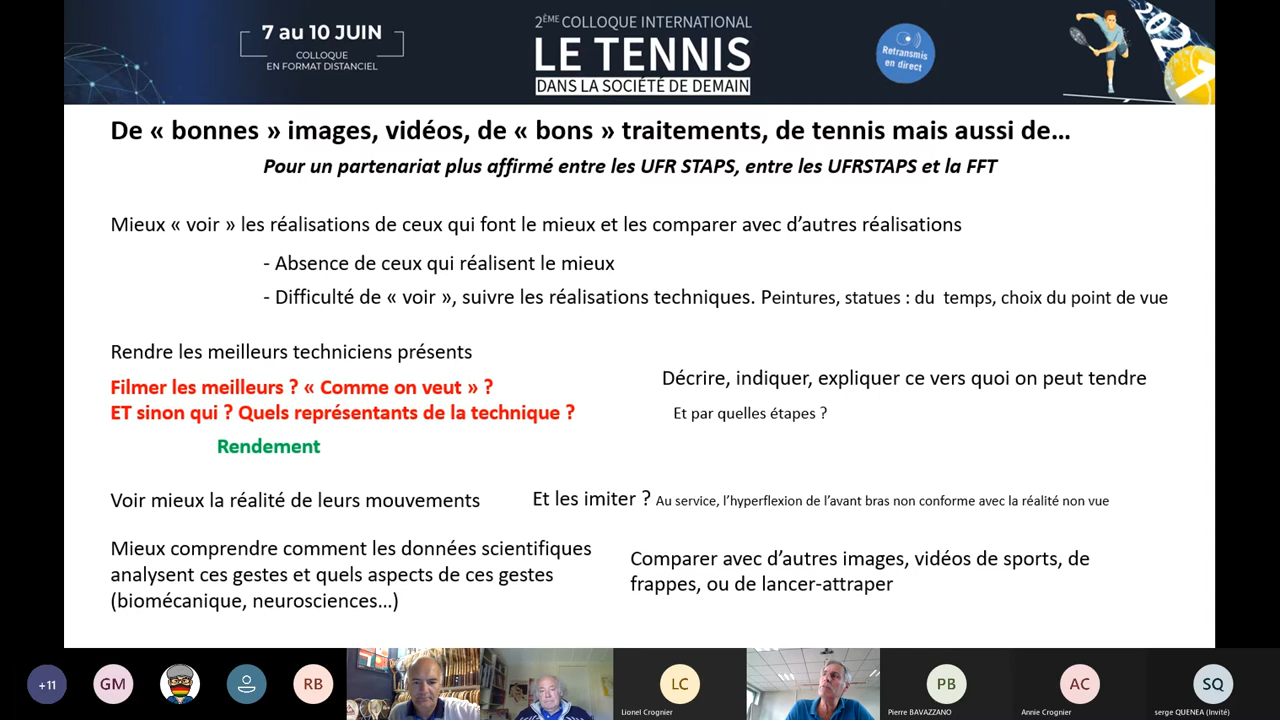 7 au 10 JUIN
COLLOQUE
EN FORMAT DISTANCIEL
2ÈME COLLOQUE INTERNATIONAL
LE TENNIS
DANS LA SOCIÉTÉ DE DEMAIN
Retransmis
en direct
202
1
De « bonnes » images, vidéos, de « bons » traitements, de tennis mais aussi de…
Pour un partenariat plus affirmé entre les UFR STAPS, entre les UFRSTAPS et la FFT
Mieux « voir » les réalisations de ceux qui font le mieux et les comparer avec d’autres réalisations
- Absence de ceux qui réalisent le mieux
- Difficulté de « voir », suivre les réalisations techniques. Peintures, statues : du  temps, choix du point de vue
Rendre les meilleurs techniciens présents
Filmer les meilleurs ? « Comme on veut » ?
ET sinon qui ? Quels représentants de la technique ?
Rendement
Décrire, indiquer, expliquer ce vers quoi on peut tendre
Et par quelles étapes ?
Voir mieux la réalité de leurs mouvements
Et les imiter ? Au service, l’hyperflexion de l’avant bras non conforme avec la réalité non vue
Mieux comprendre comment les données scientifiques
analysent ces gestes et quels aspects de ces gestes
(biomécanique, neurosciences…)
Comparer avec d’autres images, vidéos de sports, de
frappes, ou de lancer-attraper
+11
GM
RB
LC
Lionel Crognier
PB
Pierre BAVAZZANO
AC
Annie Crognier
SQ
serge QUENEA (Invité)